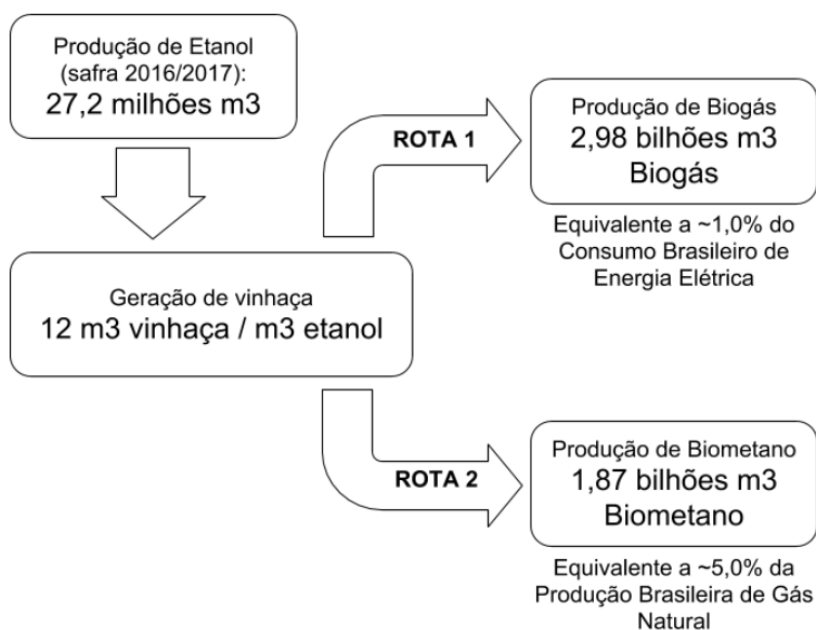 Produção de Etanol
(safra 2016/2017):
27,2 milhões m3
Geração de vinhaça
12 m3 vinhaça / m3 etanol
ROTA 1
Produção de Biogás
2,98 bilhões m3
Biogás
Equivalente a ~1,0% do
Consumo Brasileiro de
Energia Elétrica
ROTA 2
Produção de Biometano
1,87 bilhões m3
Biometano
Equivalente a ~5,0% da
Produção Brasileira de Gás
Natural